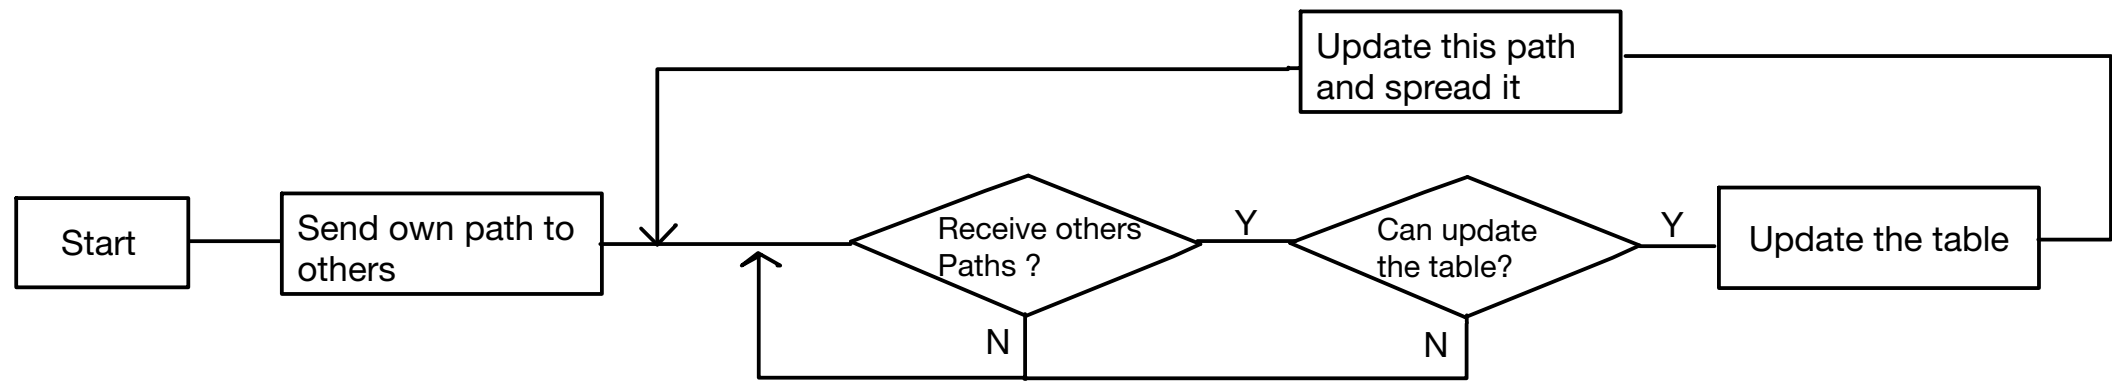 Update this path
and spread it
Start
Send own path to
others
Receive others
Paths ?
Y
Can update
the table?
Y
Update the table
N
N